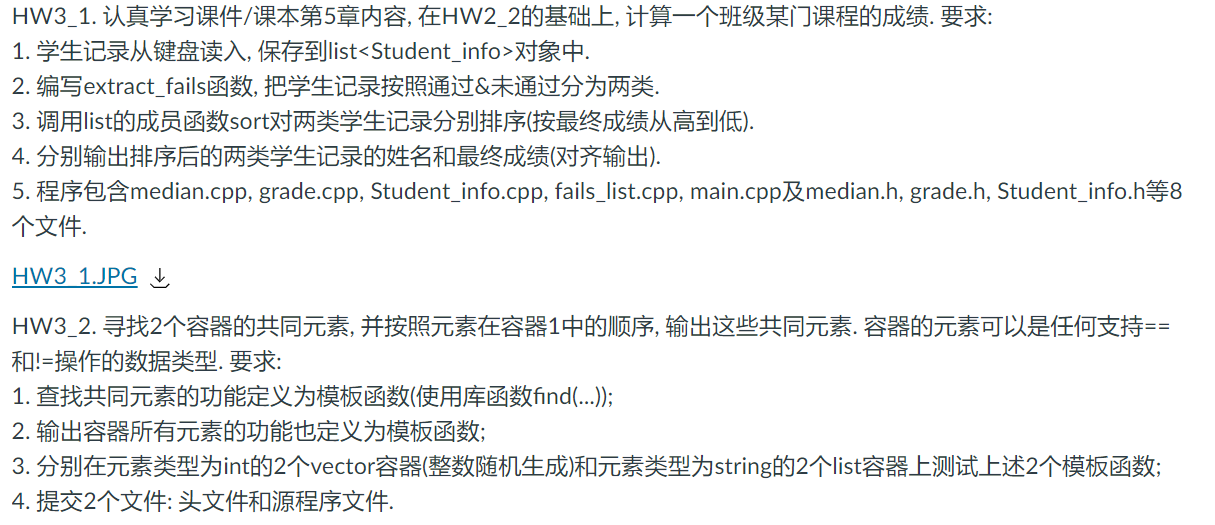 HW3_1. 认真学习课件/课本第5章内容, 在HW2_2的基础上, 计算一个班级某门课程的成绩. 要求:
1. 学生记录从键盘读入, 保存到list<Student_info>对象中.
2. 编写extract_fails函数, 把学生记录按照通过&未通过分为两类.
3. 调用list的成员函数sort对两类学生记录分别排序(按最终成绩从高到低).
4. 分别输出排序后的两类学生记录的姓名和最终成绩(对齐输出).
5. 程序包含median.cpp, grade.cpp, Student_info.cpp, fails_list.cpp, main.cpp及median.h, grade.h, Student_info.h等8
个文件.
HW3_1.JPG
HW3_2. 寻找2个容器的共同元素, 并按照元素在容器1中的顺序, 输出这些共同元素. 容器的元素可以是任何支持==
和!=操作的数据类型. 要求:
1. 查找共同元素的功能定义为模板函数(使用库函数find(...));
2. 输出容器所有元素的功能也定义为模板函数;
3. 分别在元素类型为int的2个vector容器(整数随机生成)和元素类型为string的2个list容器上测试上述2个模板函数;
4. 提交2个文件: 头文件和源程序文件.